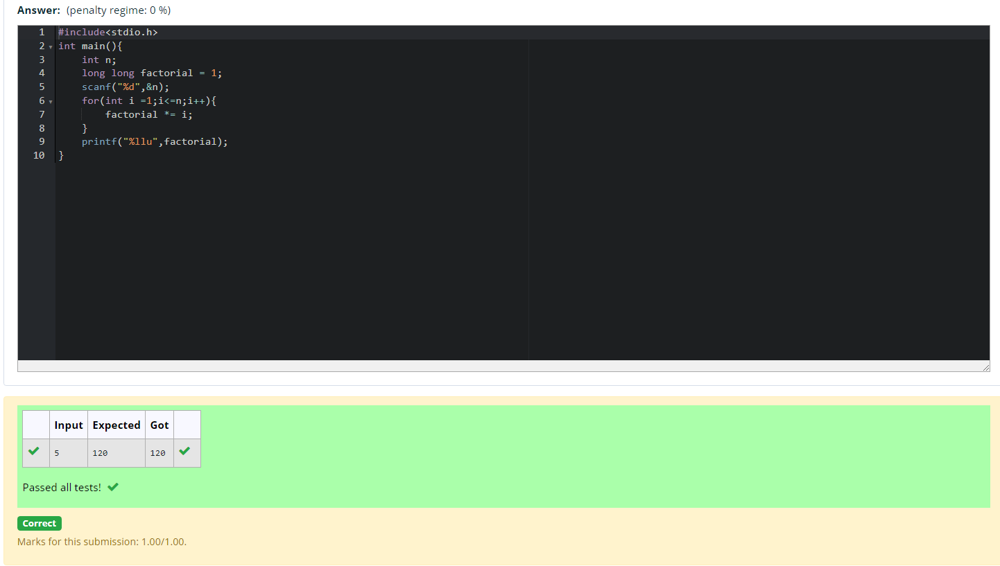 Answer: (penalty regime: 0 %)
1 #include<stdio.h>
2 int main(){
3     int n;
4     long long factorial = 1;
5     scanf("%d",&n);
6     for(int i =1;i<=n;i++){
7         factorial *= i;
8     }
9     printf("%llu",factorial);
10 }
Input Expected Got
5 120 120
Passed all tests!
Correct
Marks for this submission: 1.00/1.00.